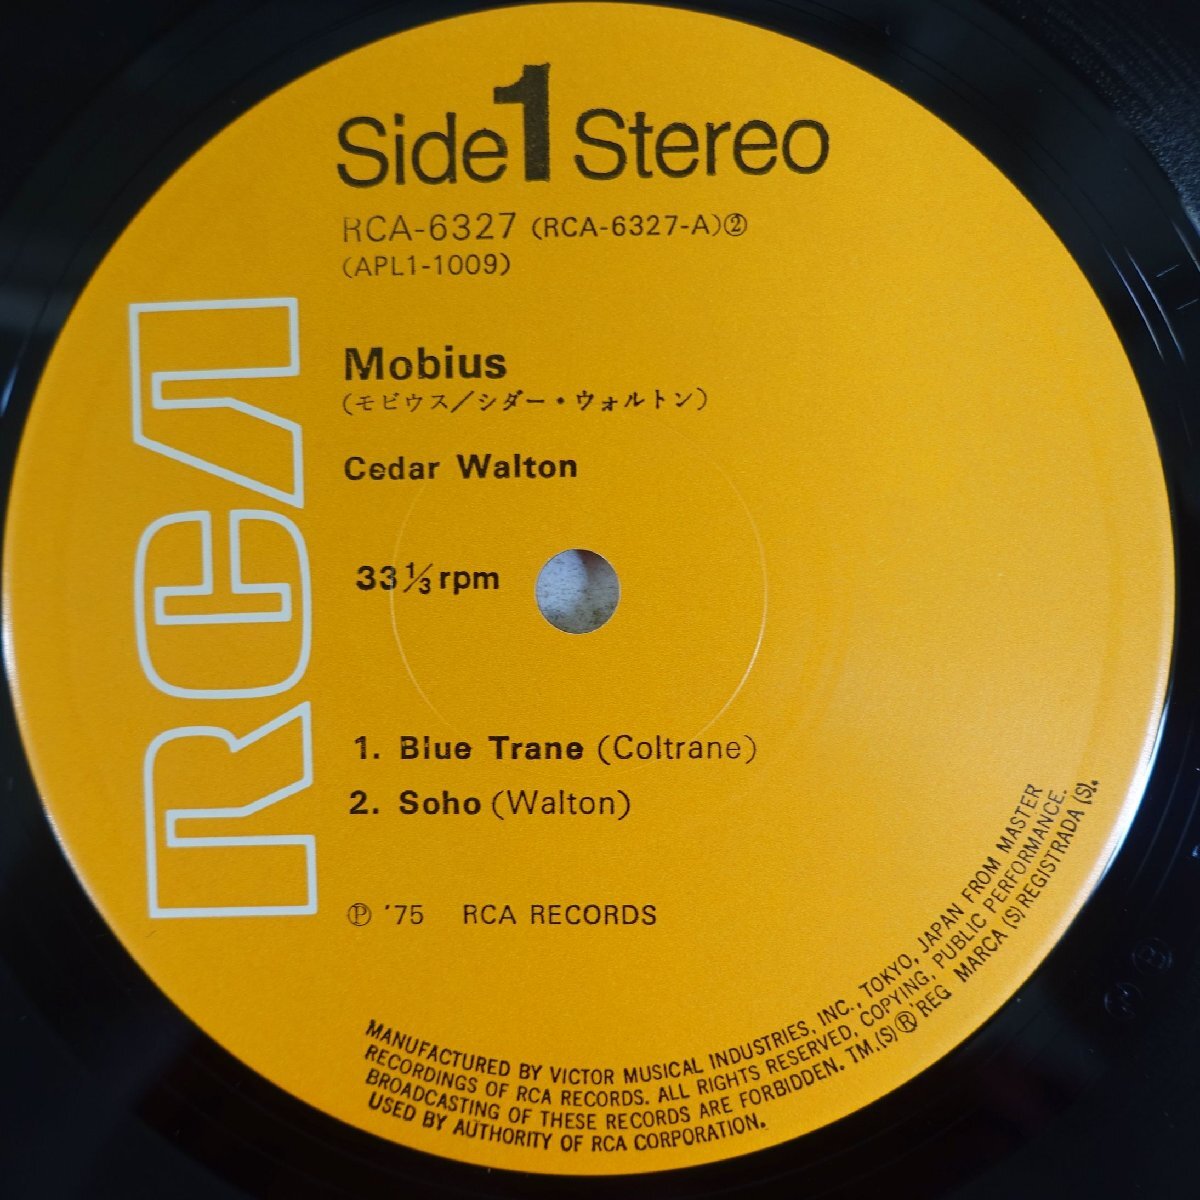 Side 1 Stereo
RCA-6327 (RCA-6327-A)②
(APL1-1009)
Mobius
(モビウス/シダー・ウォルトン)
Cedar Walton
33 1/3 rpm
1. Blue Trane (Coltrane)
2. Soho (Walton)
Ⓟ '75 RCA RECORDS
RCA
MANUFACTURED BY VICTOR MUSICAL INDUSTRIES, INC., TOKYO, JAPAN FROM MASTER
RECORDINGS OF RCA RECORDS. ALL RIGHTS RESERVED, COPYING, PUBLIC PERFORMANCE.
BROADCASTING OF THESE RECORDS ARE FORBIDDEN. TM.(S)® REG MARCA (S) REGISTRADA (S).
USED BY AUTHORITY OF RCA CORPORATION.